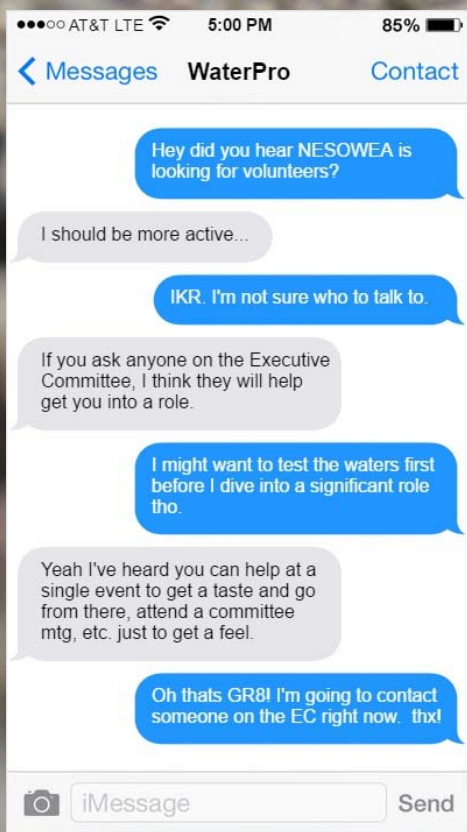 AT&T LTE 5:00 PM 85%
Messages WaterPro Contact
Hey did you hear NESOWEA is
looking for volunteers?
I should be more active...
IKR. I'm not sure who to talk to.
If you ask anyone on the Executive
Committee, I think they will help
get you into a role.
I might want to test the waters first
before I dive into a significant role
tho.
Yeah I've heard you can help at a
single event to get a taste and go
from there, attend a committee
mtg, etc. just to get a feel.
Oh thats GR8! I'm going to contact
someone on the EC right now.  thx!
iMessage Send